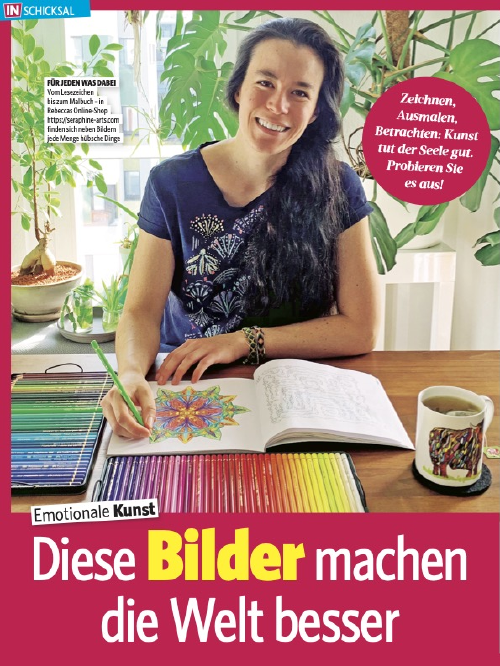 IN SCHICKSAL
FÜR JEDEN WAS DABEI
Vom Lesezeichen
bis zum Malbuch – in
Rebeccas Online-Shop
https://seraphine-arts.com
finden sich neben Bildern
jede Menge hübsche Dinge
Zeichnen,
Ausmalen,
Betrachten: Kunst
tut der Seele gut.
Probieren Sie
es aus!
Emotionale Kunst
Diese Bilder machen
die Welt besser